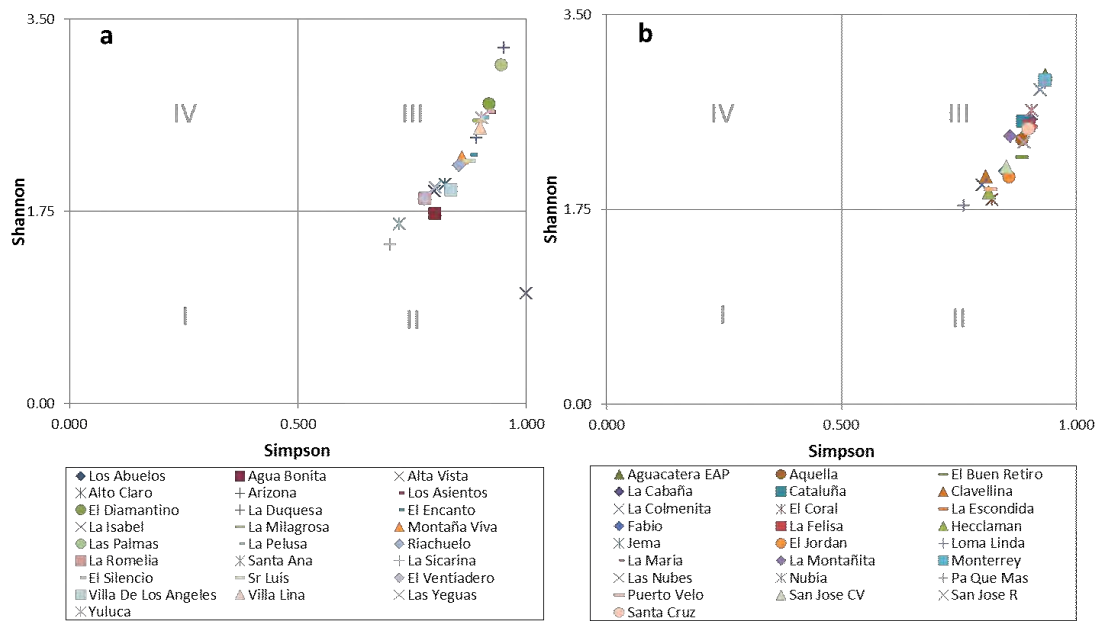 3.50
a
IV
III
Shannon
1.75
I
II
0.00
0.000
0.500
1.000
Simpson
Los Abuelos Agua Bonita Alta Vista
Alto Claro Arizona Los Asientos
El Diamantino La Duquesa El Encanto
La Isabel La Milagrosa Montaña Viva
Las Palmas La Pelusa Riachuelo
La Romelia Santa Ana La Sicarina
El Silencio Sr Luis El Ventiadero
Villa De Los Angeles Villa Lina Las Yeguas
Yuluca
3.50
b
IV
III
Shannon
1.75
I
II
0.00
0.000
0.500
1.000
Simpson
Aguacatera EAP Aquella El Buen Retiro
La Cabaña Cataluña Clavellina
La Colmenita El Coral La Escondida
Fabio La Felisa Hecclaman
Jema El Jordan Loma Linda
La Maria La Montañita Monterrey
Las Nubes Nubia Pa Que Mas
Puerto Velo San Jose CV San Jose R
Santa Cruz